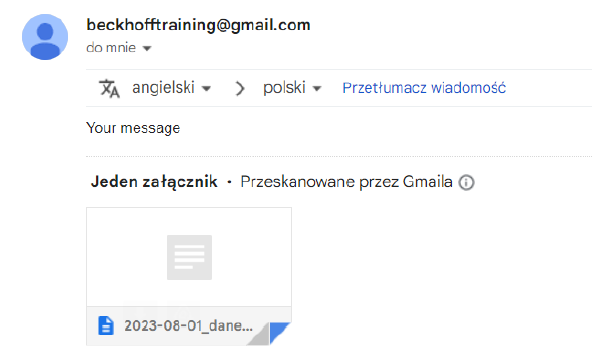 beckhofftraining@gmail.com
do mnie
angielski > polski Przetłumacz wiadomość
Your message
Jeden załącznik • Przeskanowane przez Gmaila
2023-08-01_dane...